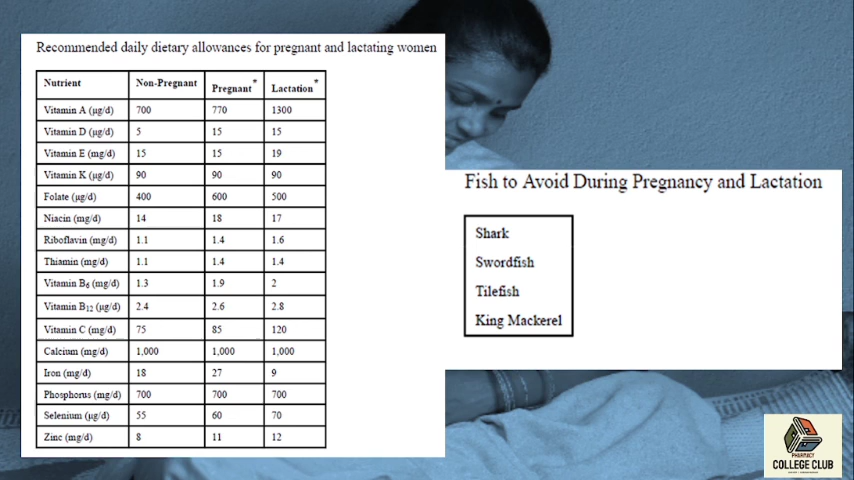 Recommended daily dietary allowances for pregnant and lactating women
Nutrient Non-Pregnant Pregnant* Lactation*
Vitamin A (µg/d) 700 770 1300
Vitamin D (µg/d) 5 15 15
Vitamin E (mg/d) 15 15 19
Vitamin K (µg/d) 90 90 90
Folate (µg/d) 400 600 500
Niacin (mg/d) 14 18 17
Riboflavin (mg/d) 1.1 1.4 1.6
Thiamin (mg/d) 1.1 1.4 1.4
Vitamin B6 (mg/d) 1.3 1.9 2
Vitamin B12 (µg/d) 2.4 2.6 2.8
Vitamin C (mg/d) 75 85 120
Calcium (mg/d) 1,000 1,000 1,000
Iron (mg/d) 18 27 9
Phosphorus (mg/d) 700 700 700
Selenium (µg/d) 55 60 70
Zinc (mg/d) 8 11 12
Fish to Avoid During Pregnancy and Lactation
Shark
Swordfish
Tilefish
King Mackerel
PHARMACY
COLLEGE CLUB